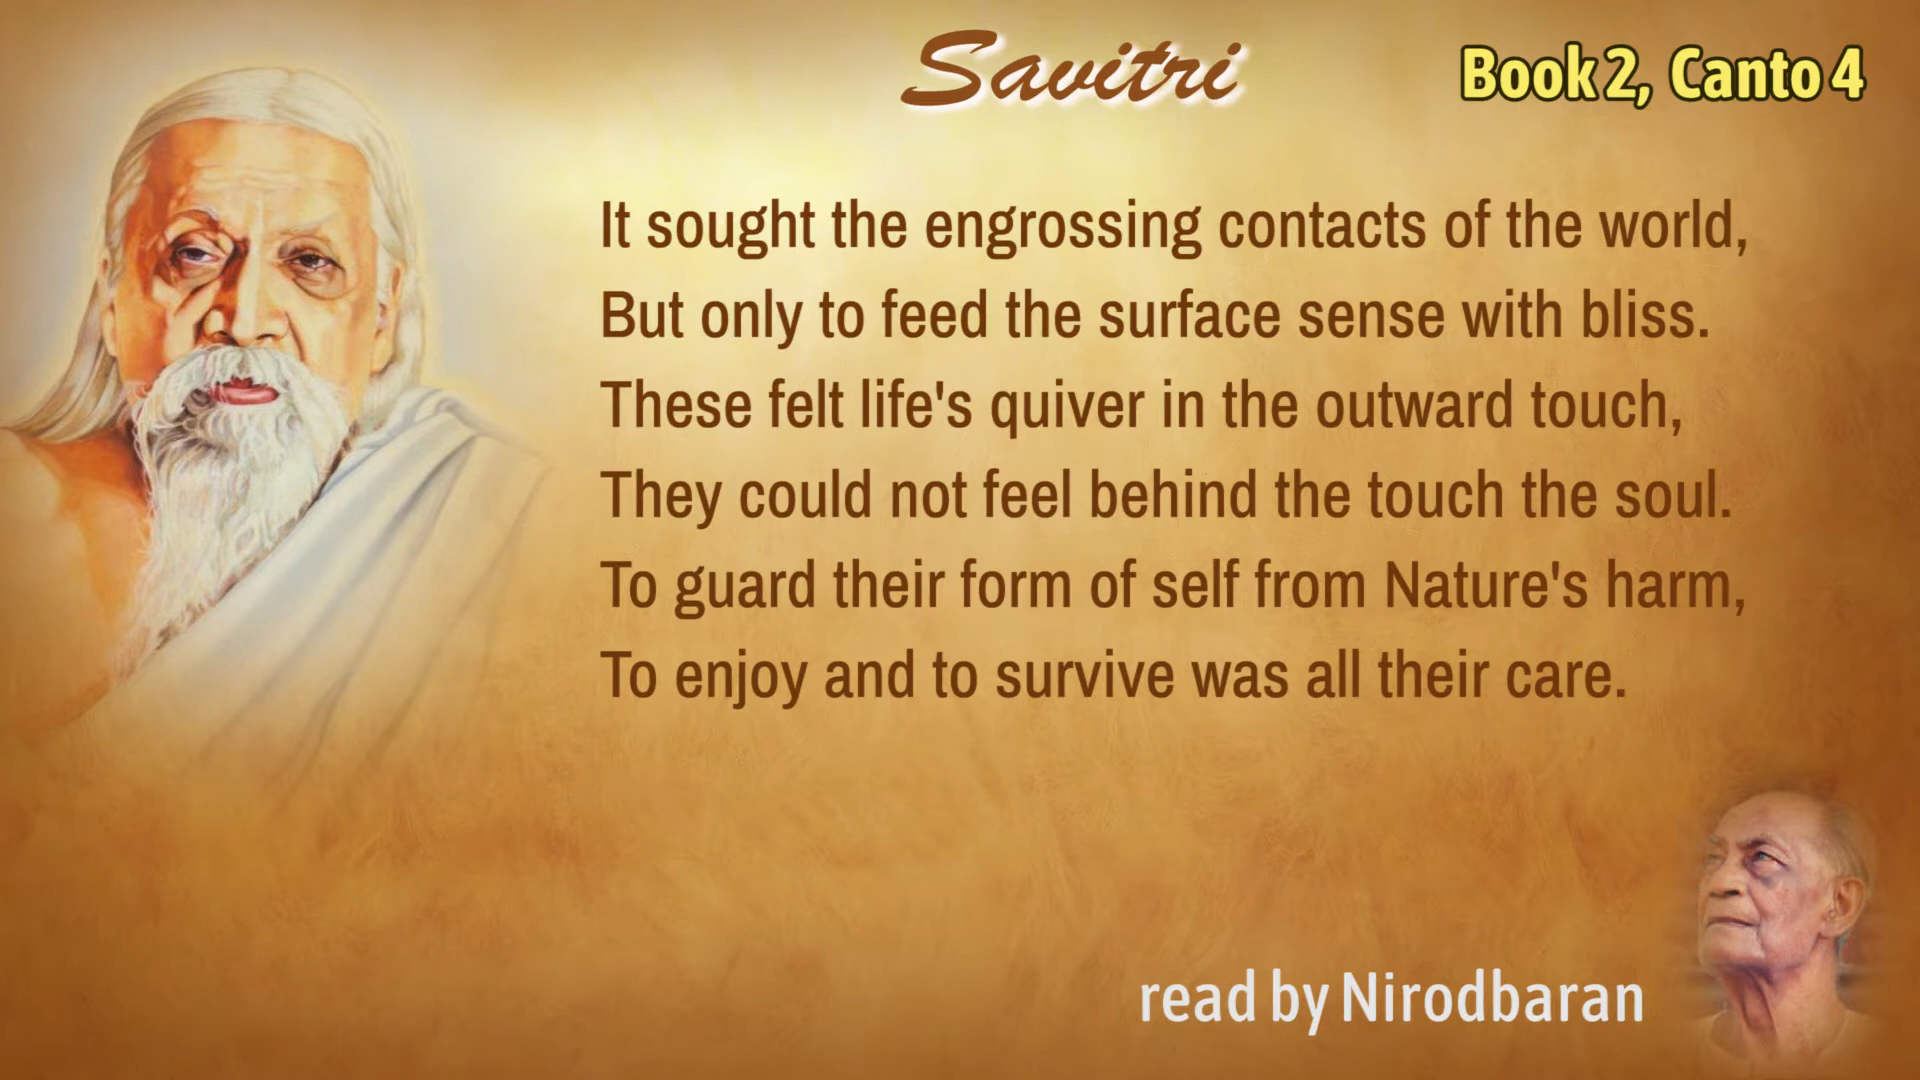 Savitri
Book 2, Canto 4
It sought the engrossing contacts of the world,
But only to feed the surface sense with bliss.
These felt life's quiver in the outward touch,
They could not feel behind the touch the soul.
To guard their form of self from Nature's harm,
To enjoy and to survive was all their care.
read by Nirodbaran